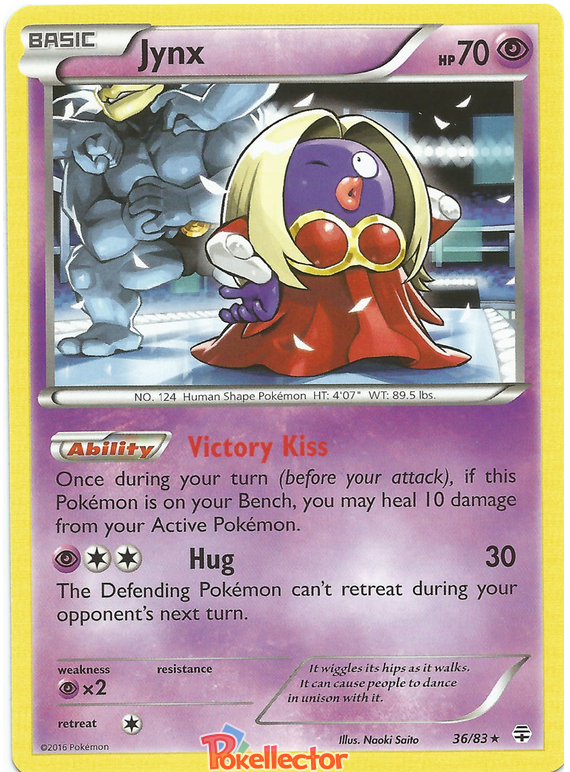 BASIC
Jynx
HP70
NO. 124 Human Shape Pokémon HT: 4'07" WT: 89.5 lbs.
Ability Victory Kiss
Once during your turn (before your attack), if this
Pokémon is on your Bench, you may heal 10 damage
from your Active Pokémon.
Hug 30
The Defending Pokémon can't retreat during your
opponent's next turn.
weakness resistance
×2
retreat
It wiggles its hips as it walks.
It can cause people to dance
in unison with it.
©2016 Pokémon
Illus. Naoki Saito
36/83★
Pokellector